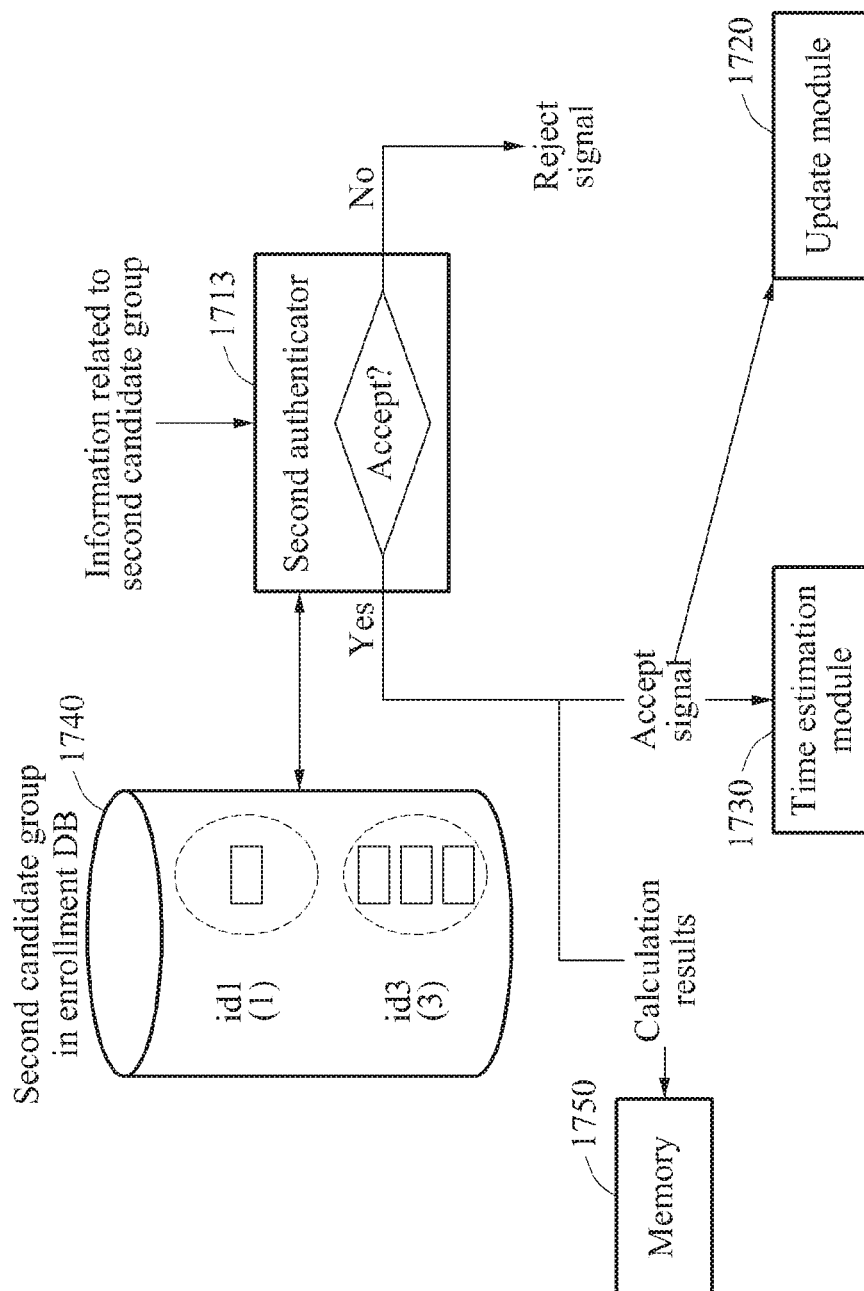 Second candidate group
in enrollment DB
1740
id1
(1)
id3
(3)
Information related to
second candidate group
1713
Second authenticator
Accept?
Yes
No
Reject
signal
Calculation
results
Accept
signal
1750
Memory
1730
Time estimation
module
1720
Update module